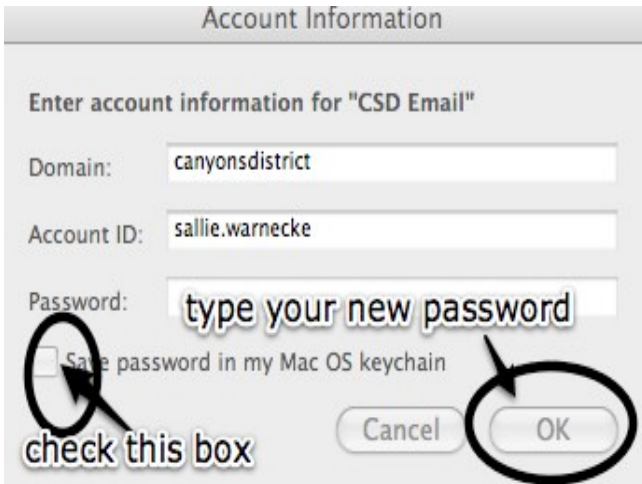 Account Information
Enter account information for "CSD Email"
Domain: canyonsdistrict
Account ID: sallie.warnecke
Password: type your new password
Save password in my Mac OS keychain
check this box Cancel OK